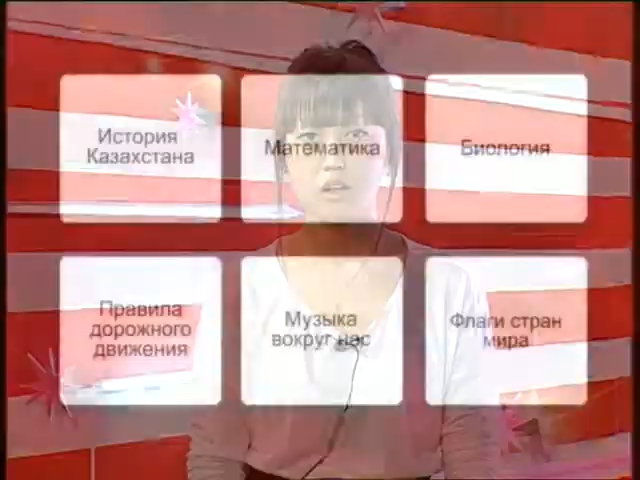 История
Казахстана
Математика
Биология
Правила
дорожного
движения
Музыка
вокруг нас
Флаги стран
мира